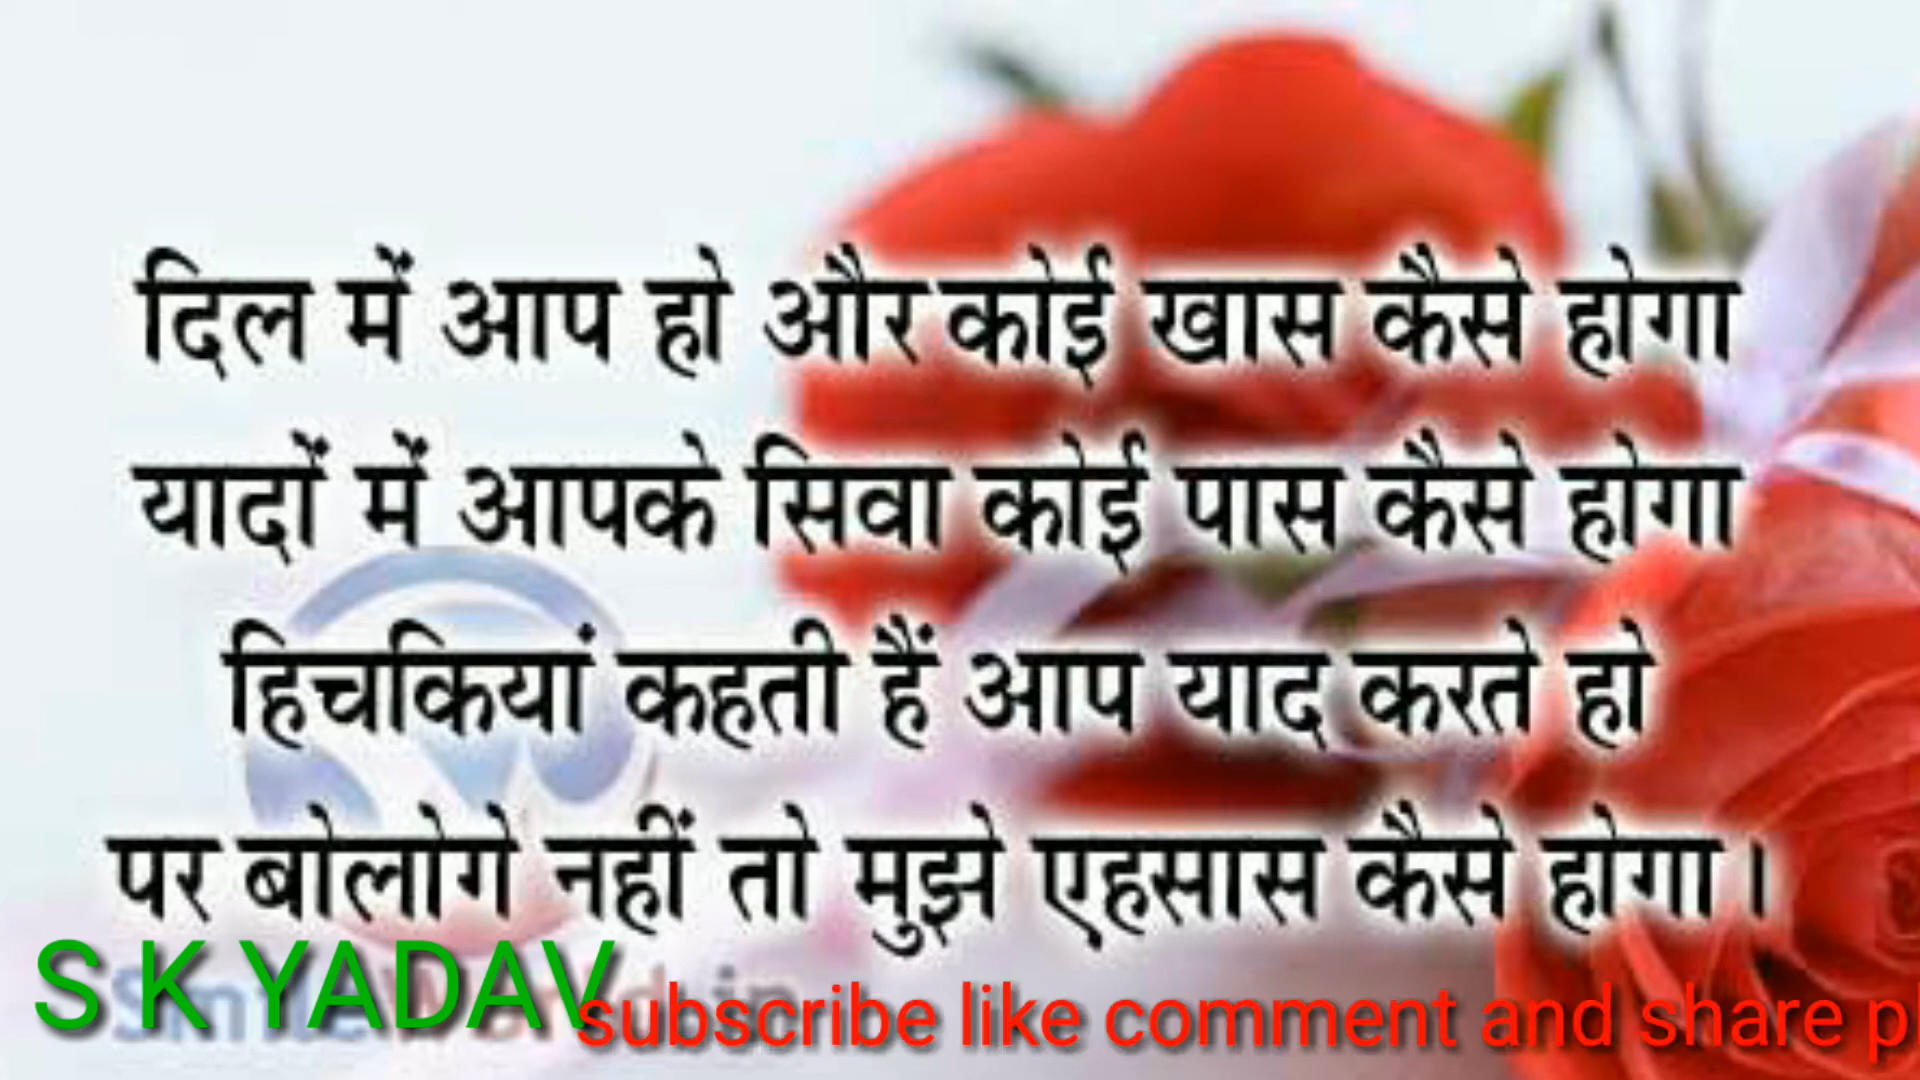 दिल में आप हो और कोई खास कैसे होगा
यादों में आपके सिवा कोई पास कैसे होगा
हिचकियां कहती हैं आप याद करते हो
पर बोलोगे नहीं तो मुझे एहसास कैसे होगा।
S K YADAV
subscribe like comment and share